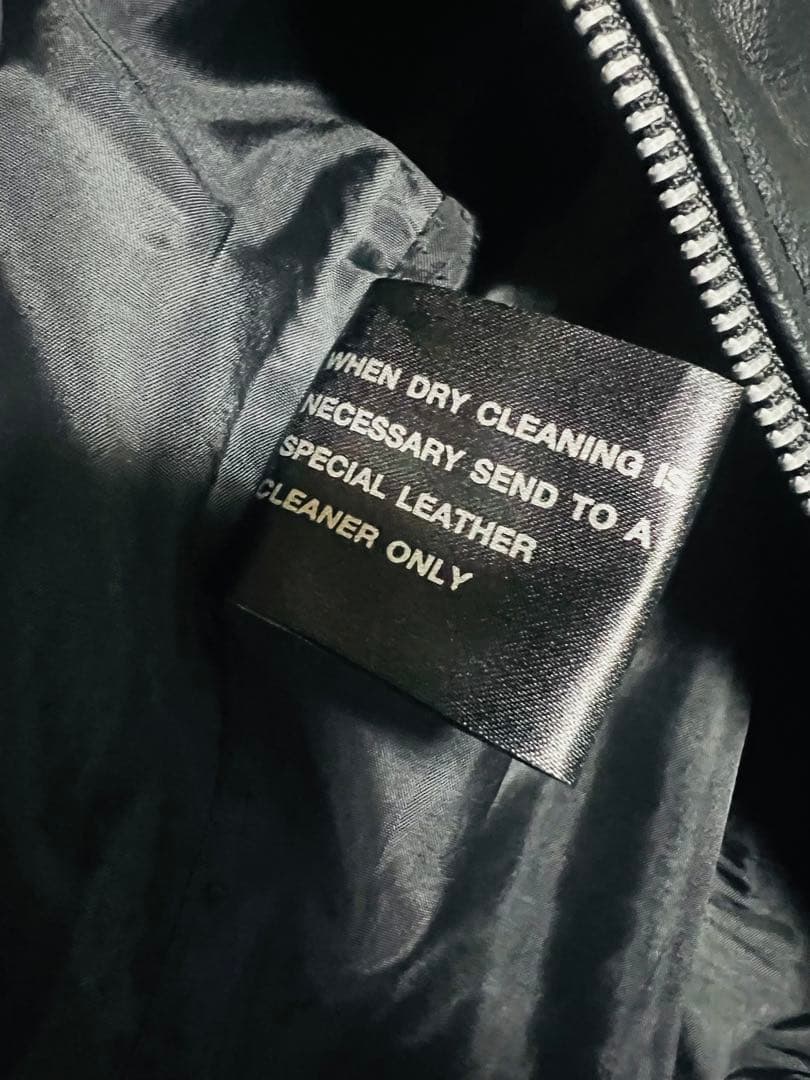 WHEN DRY CLEANING IS
NECESSARY SEND TO A
SPECIAL LEATHER
CLEANER ONLY